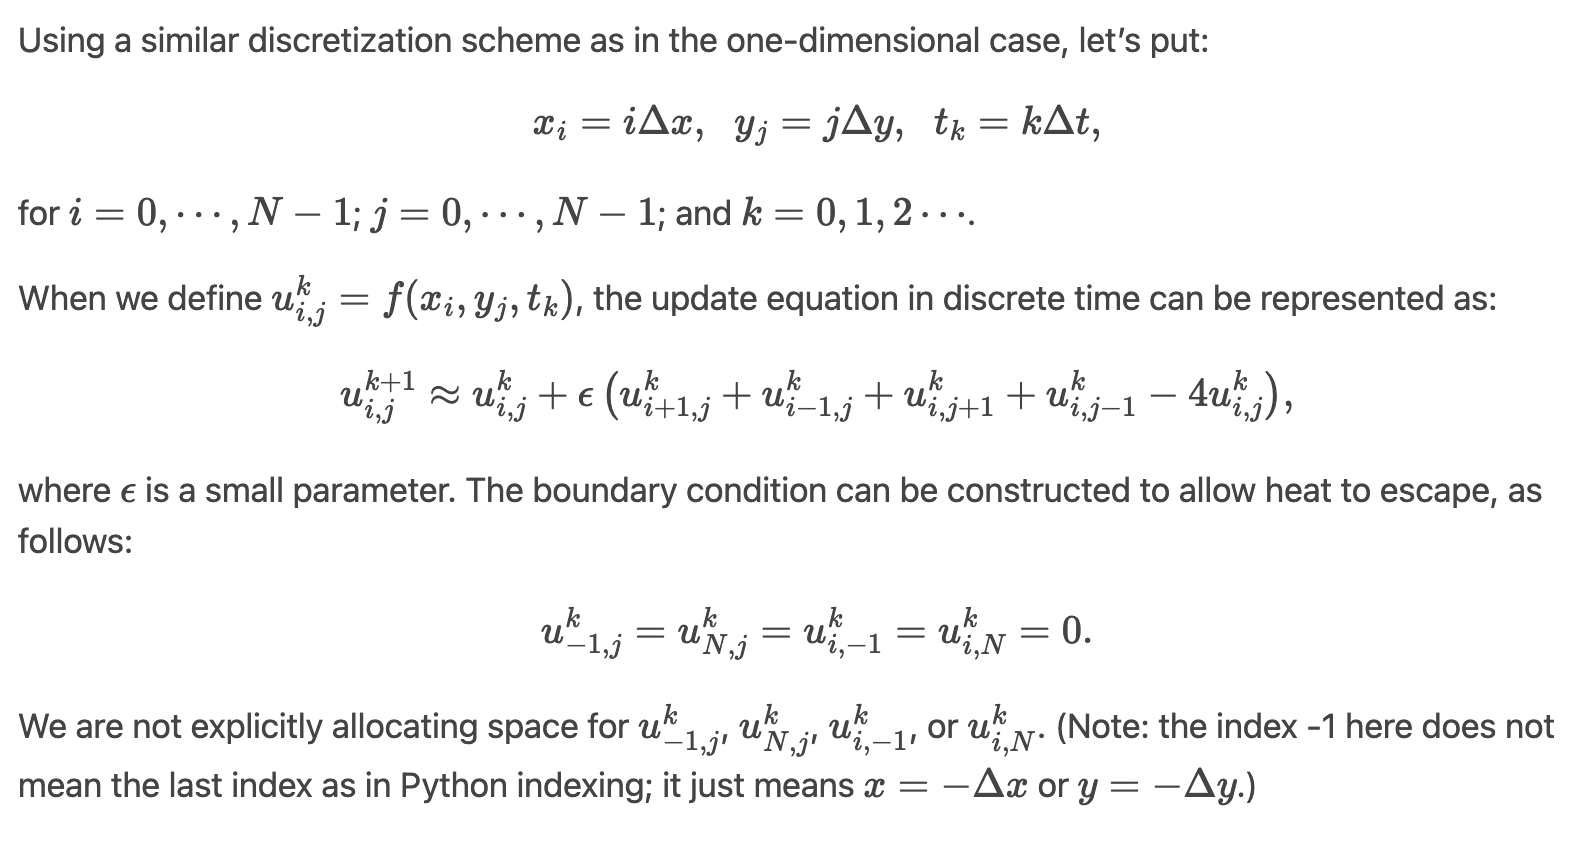 Using a similar discretization scheme as in the one-dimensional case, let's put:
$x_i = i\Delta x, \; y_j = j\Delta y, \; t_k = k\Delta t,$
for $i = 0, \cdots, N-1$; $j = 0, \cdots, N-1$; and $k = 0, 1, 2 \cdots$.
When we define $u_{i,j}^k = f(x_i, y_j, t_k)$, the update equation in discrete time can be represented as:
$u_{i,j}^{k+1} \approx u_{i,j}^k + \epsilon \left( u_{i+1,j}^k + u_{i-1,j}^k + u_{i,j+1}^k + u_{i,j-1}^k - 4u_{i,j}^k \right),$
where $\epsilon$ is a small parameter. The boundary condition can be constructed to allow heat to escape, as
follows:
$u_{-1,j}^k = u_{N,j}^k = u_{i,-1}^k = u_{i,N}^k = 0.$
We are not explicitly allocating space for $u_{-1,j}^k$, $u_{N,j}^k$, $u_{i,-1}^k$, or $u_{i,N}^k$. (Note: the index -1 here does not
mean the last index as in Python indexing; it just means $x = -\Delta x$ or $y = -\Delta y$.)